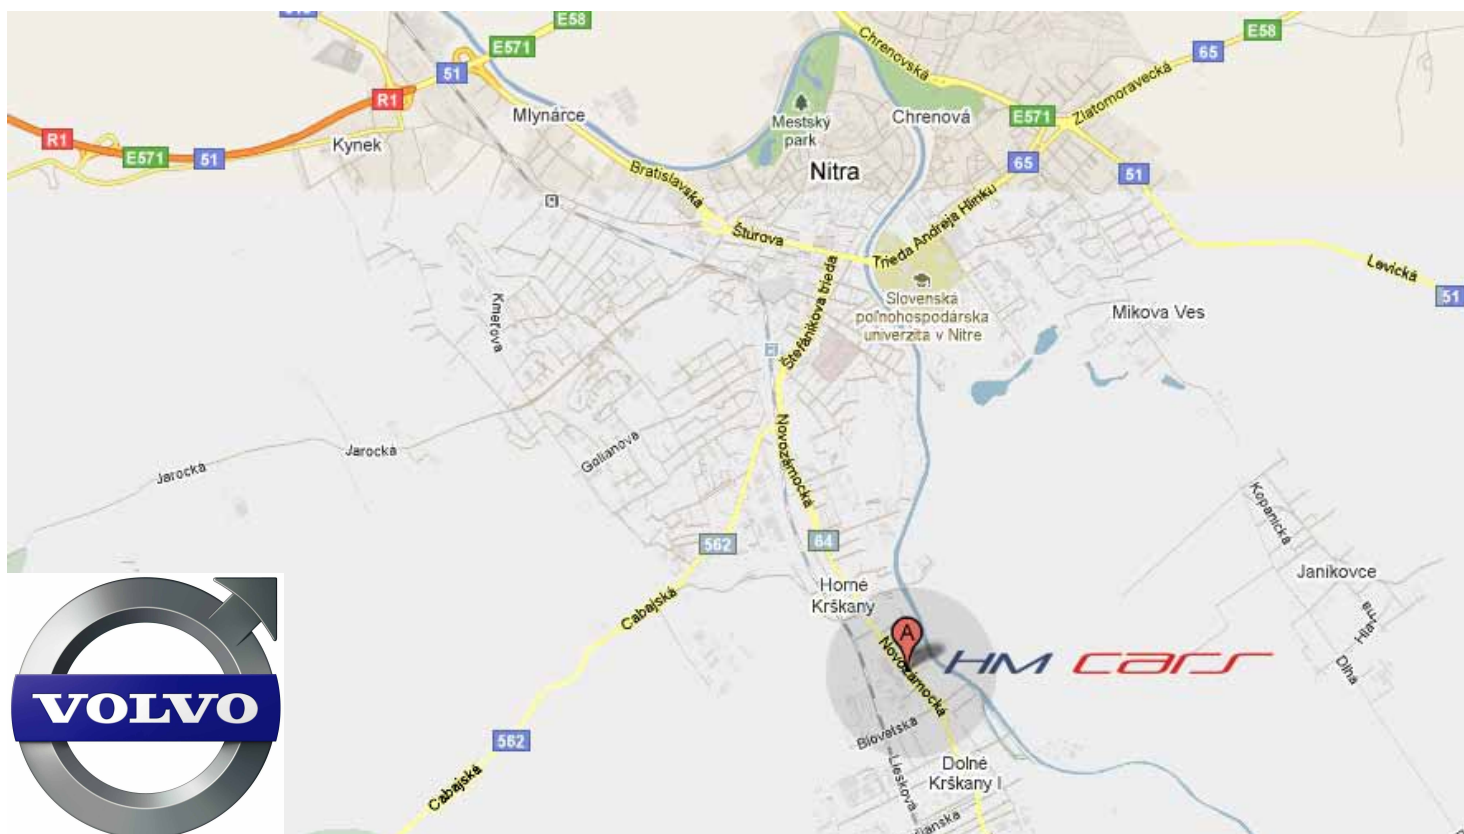 E58
E571
51
R1
Mlynárce
Kynek
R1
E571
51
Bratislavská
Mestský
park
Nitra
Chrenovská
Chrenová
E571
65
Zlatomoravecká
65
E58
51
Štúrova
Trieda Andreja Hlinku
Levická
51
Slovenská
poľnohospodárska
univerzita v Nitre
Mikova Ves
Kmeťova
Štefánikova trieda
Jarocká
Jarocká
Golianova
Novozámocká
562
64
Kopanická
Janíkovce
Hlavná
Dlhá
Horné
Krškany
Cabajská
A
HM cars
Novozámocká
VOLVO
562
Biovetská
Lieskova
Dolné
Krškany I
Cabajská